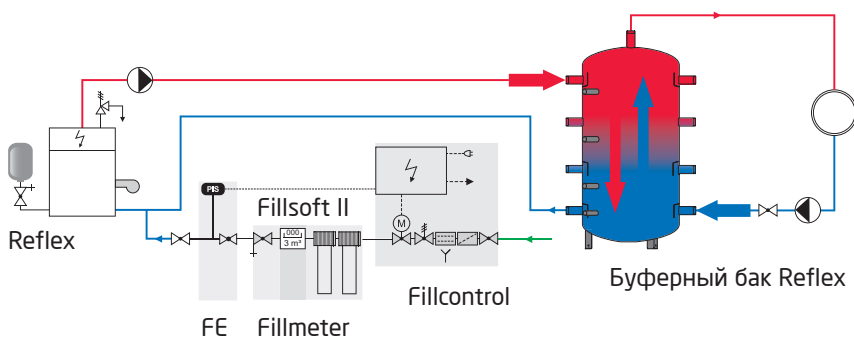 PIS
Fillsoft II
000
3 m³
M
Reflex
Fillcontrol
Буферный бак Reflex
FE
Fillmeter